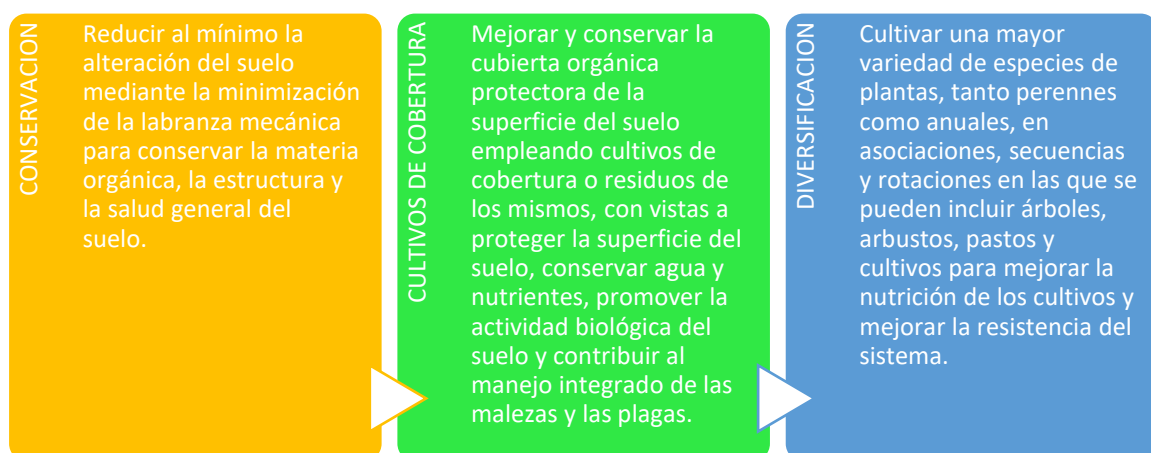 CONSERVACION
Reducir al mínimo la
alteración del suelo
mediante la minimización
de la labranza mecánica
para conservar la materia
orgánica, la estructura y
la salud general del
suelo.
CULTIVOS DE COBERTURA
Mejorar y conservar la
cubierta orgánica
protectora de la
superficie del suelo
empleando cultivos de
cobertura o residuos de
los mismos, con vistas a
proteger la superficie del
suelo, conservar agua y
nutrientes, promover la
actividad biológica del
suelo y contribuir al
manejo integrado de las
malezas y las plagas.
DIVERSIFICACION
Cultivar una mayor
variedad de especies de
plantas, tanto perennes
como anuales, en
asociaciones, secuencias
y rotaciones en las que se
pueden incluir árboles,
arbustos, pastos y
cultivos para mejorar la
nutrición de los cultivos y
mejorar la resistencia del
sistema.